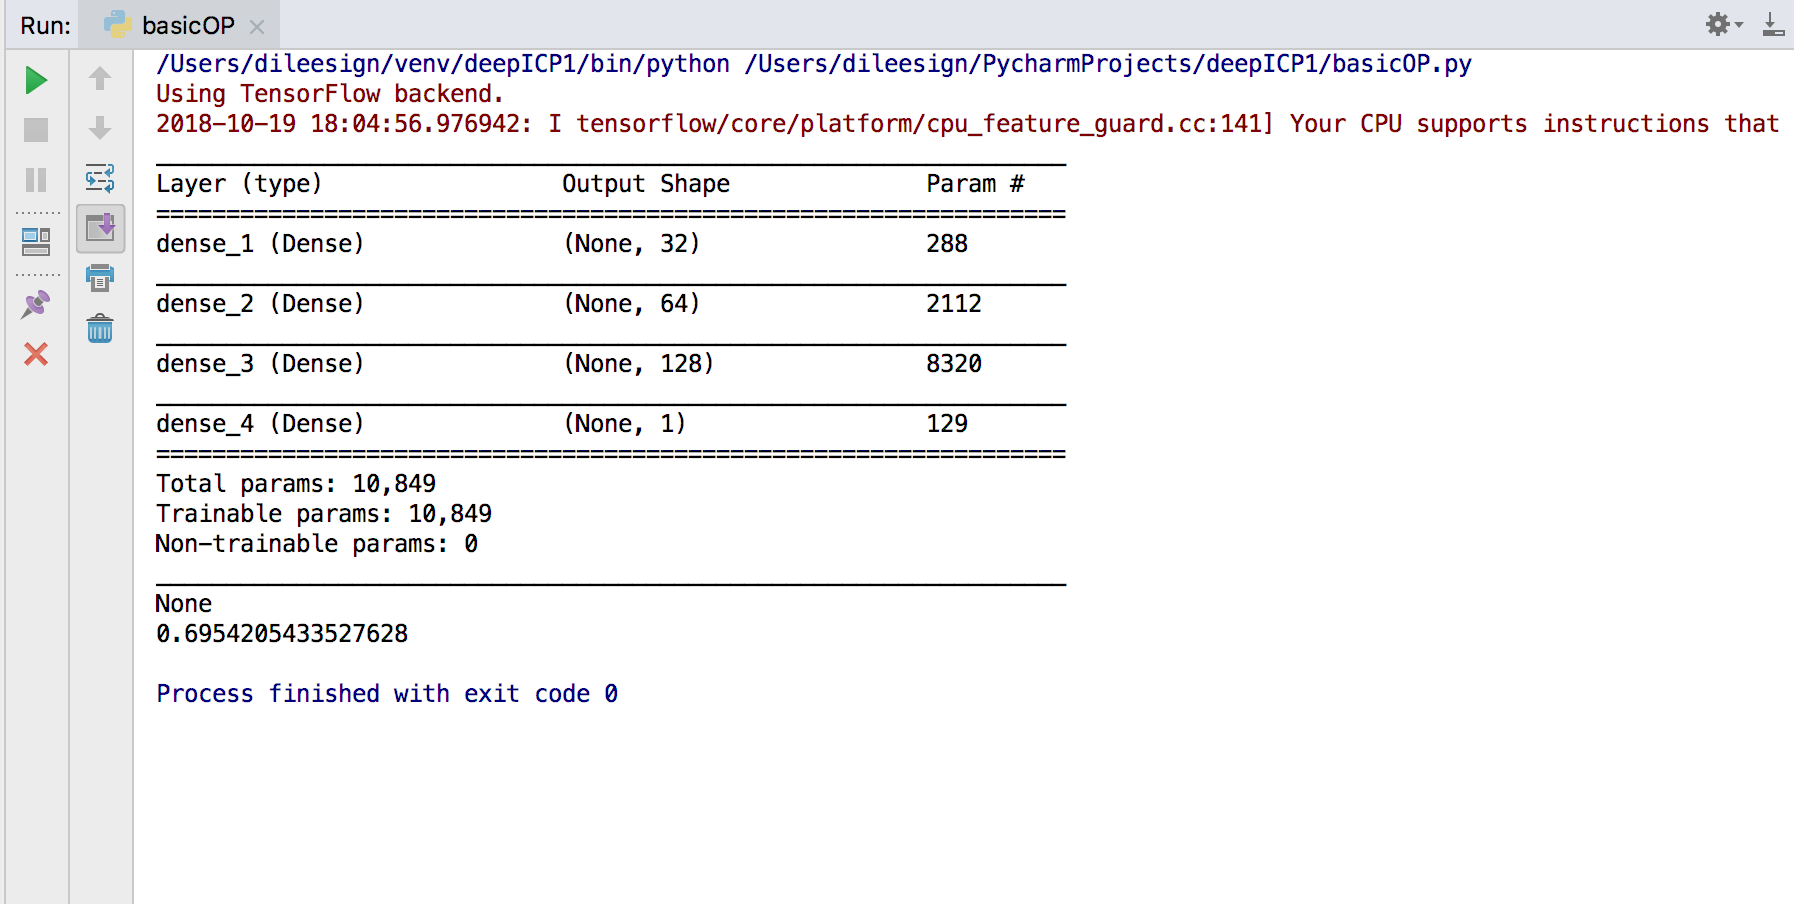 Run: basicOP
/Users/dileesign/venv/deepICP1/bin/python /Users/dileesign/PycharmProjects/deepICP1/basicOP.py
Using TensorFlow backend.
2018-10-19 18:04:56.976942: I tensorflow/core/platform/cpu_feature_guard.cc:141] Your CPU supports instructions that
_________________________________________________________________
Layer (type)                 Output Shape              Param #
=================================================================
dense_1 (Dense)              (None, 32)                288
_________________________________________________________________
dense_2 (Dense)              (None, 64)                2112
_________________________________________________________________
dense_3 (Dense)              (None, 128)               8320
_________________________________________________________________
dense_4 (Dense)              (None, 1)                 129
=================================================================
Total params: 10,849
Trainable params: 10,849
Non-trainable params: 0
_________________________________________________________________
None
0.6954205433527628
Process finished with exit code 0